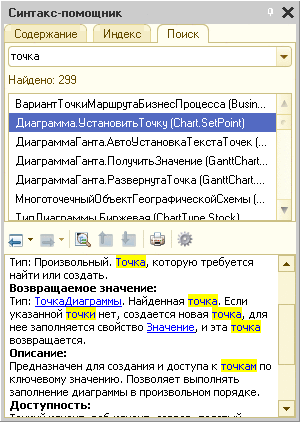 Синтакс-помощник
Содержание
Индекс
Поиск
точка
Найдено: 299
ВариантТочкиМаршрутаБизнесПроцесса (Busin...
Диаграмма.УстановитьТочку (Chart.SetPoint)
ДиаграммаГанта.АвтоУстановкаТекстаТочек (...
ДиаграммаГанта.ПолучитьЗначение (GanttChart...
ДиаграммаГанта.РазвернутаТочка (GanttChart....
МноготочечныйОбъектГеографическойСхемы (...
ТипДиаграммы.Биржевая (ChartType.Stock)
Тип: Произвольный. Точка, которую требуется
найти или создать.
Возвращаемое значение:
Тип: ТочкаДиаграммы. Найденная точка. Если
указанной точки нет, создается новая точка, для
нее заполняется свойство Значение, и эта точка
возвращается.
Описание:
Предназначен для создания и доступа к точкам по
ключевому значению. Позволяет выполнять
заполнение диаграммы в произвольном порядке.
Доступность: